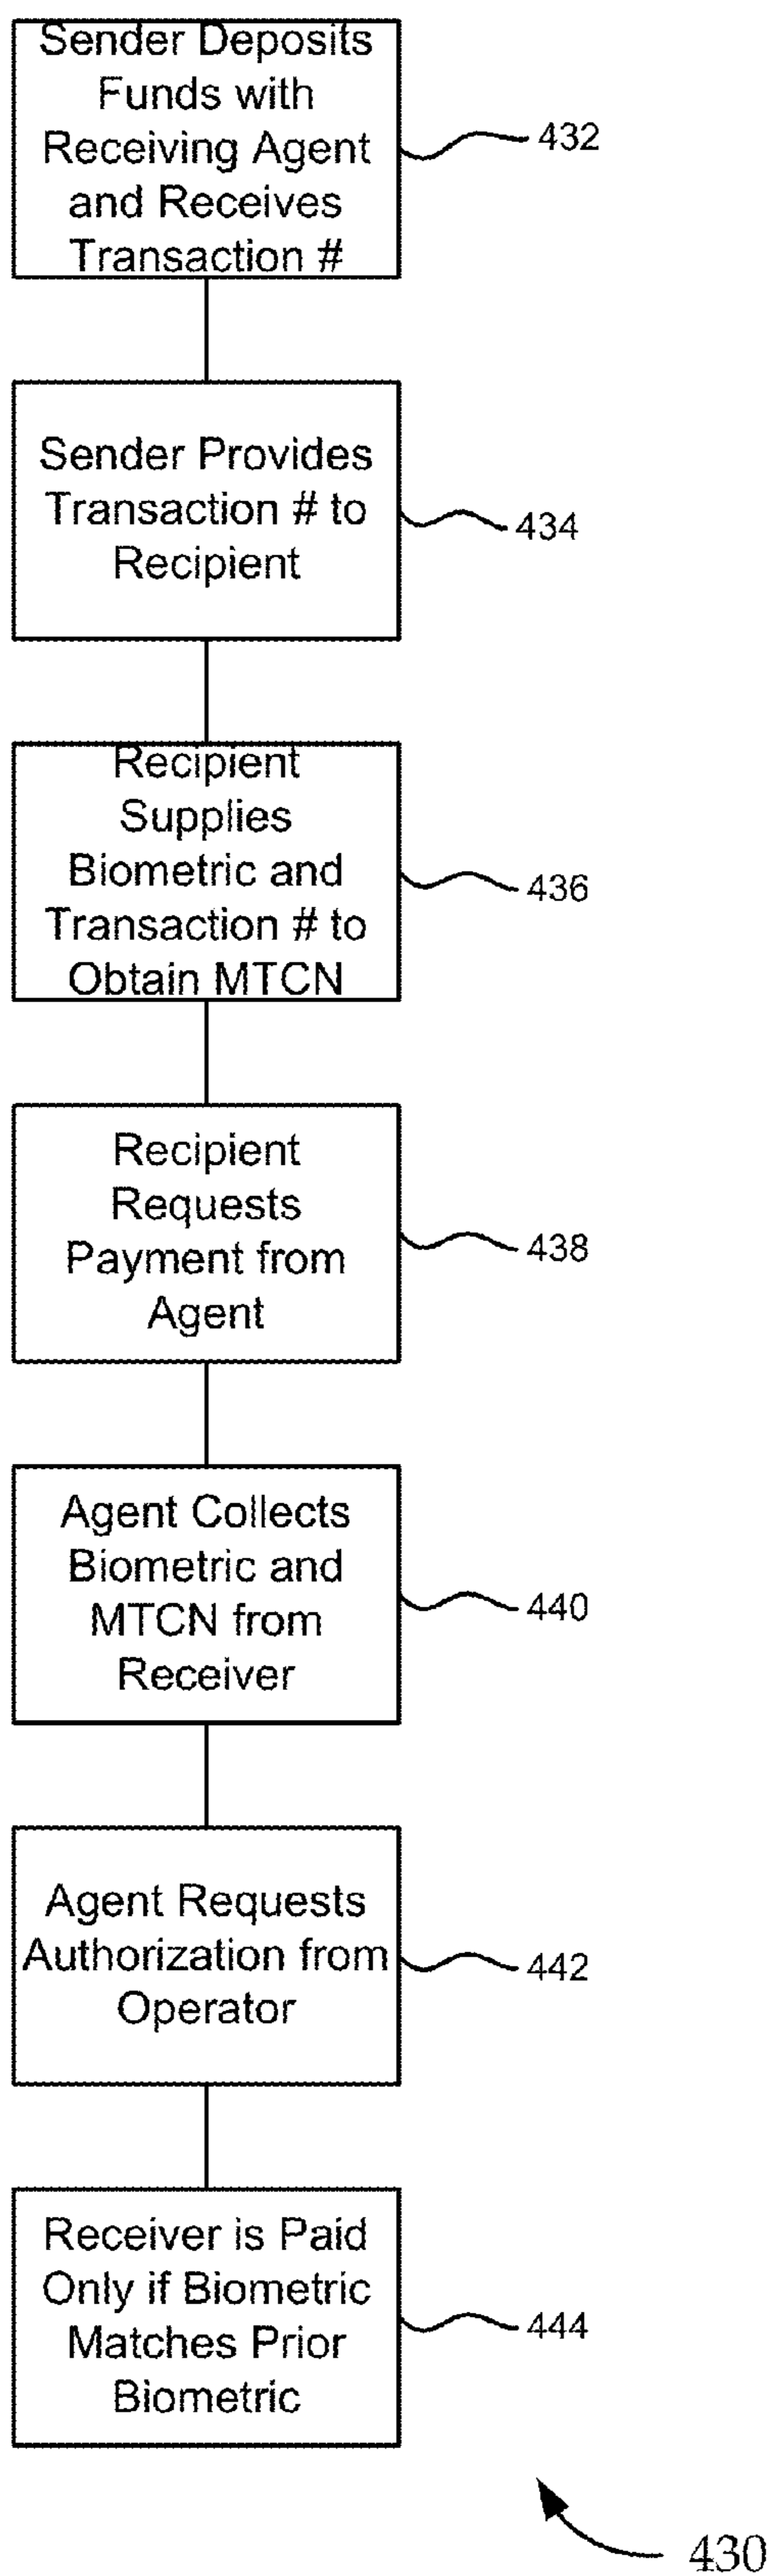 Sender Deposits
Funds with
Receiving Agent
and Receives
Transaction #
432
Sender Provides
Transaction # to
Recipient
434
Recipient
Supplies
Biometric and
Transaction # to
Obtain MTCN
436
Recipient
Requests
Payment from
Agent
438
Agent Collects
Biometric and
MTCN from
Receiver
440
Agent Requests
Authorization from
Operator
442
Receiver is Paid
Only if Biometric
Matches Prior
Biometric
444
430